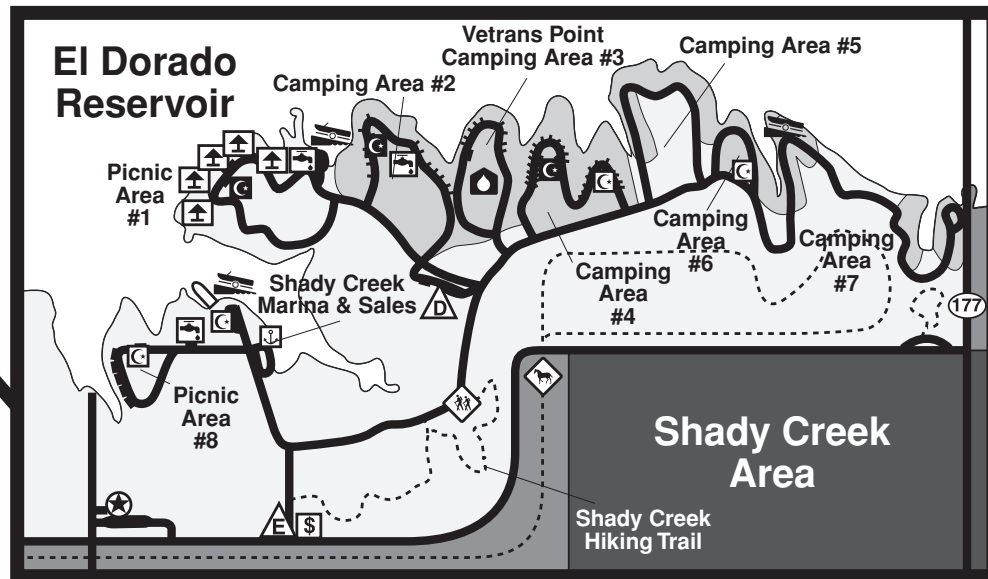 El Dorado
Reservoir
Vetrans Point
Camping Area #3
Camping Area #5
Camping Area #2
Picnic
Area
#1
Camping
Area
#6
Camping
Area
#7
Camping
Area
#4
Shady Creek
Marina & Sales
D
177
Picnic
Area
#8
Shady Creek
Area
E
$
Shady Creek
Hiking Trail